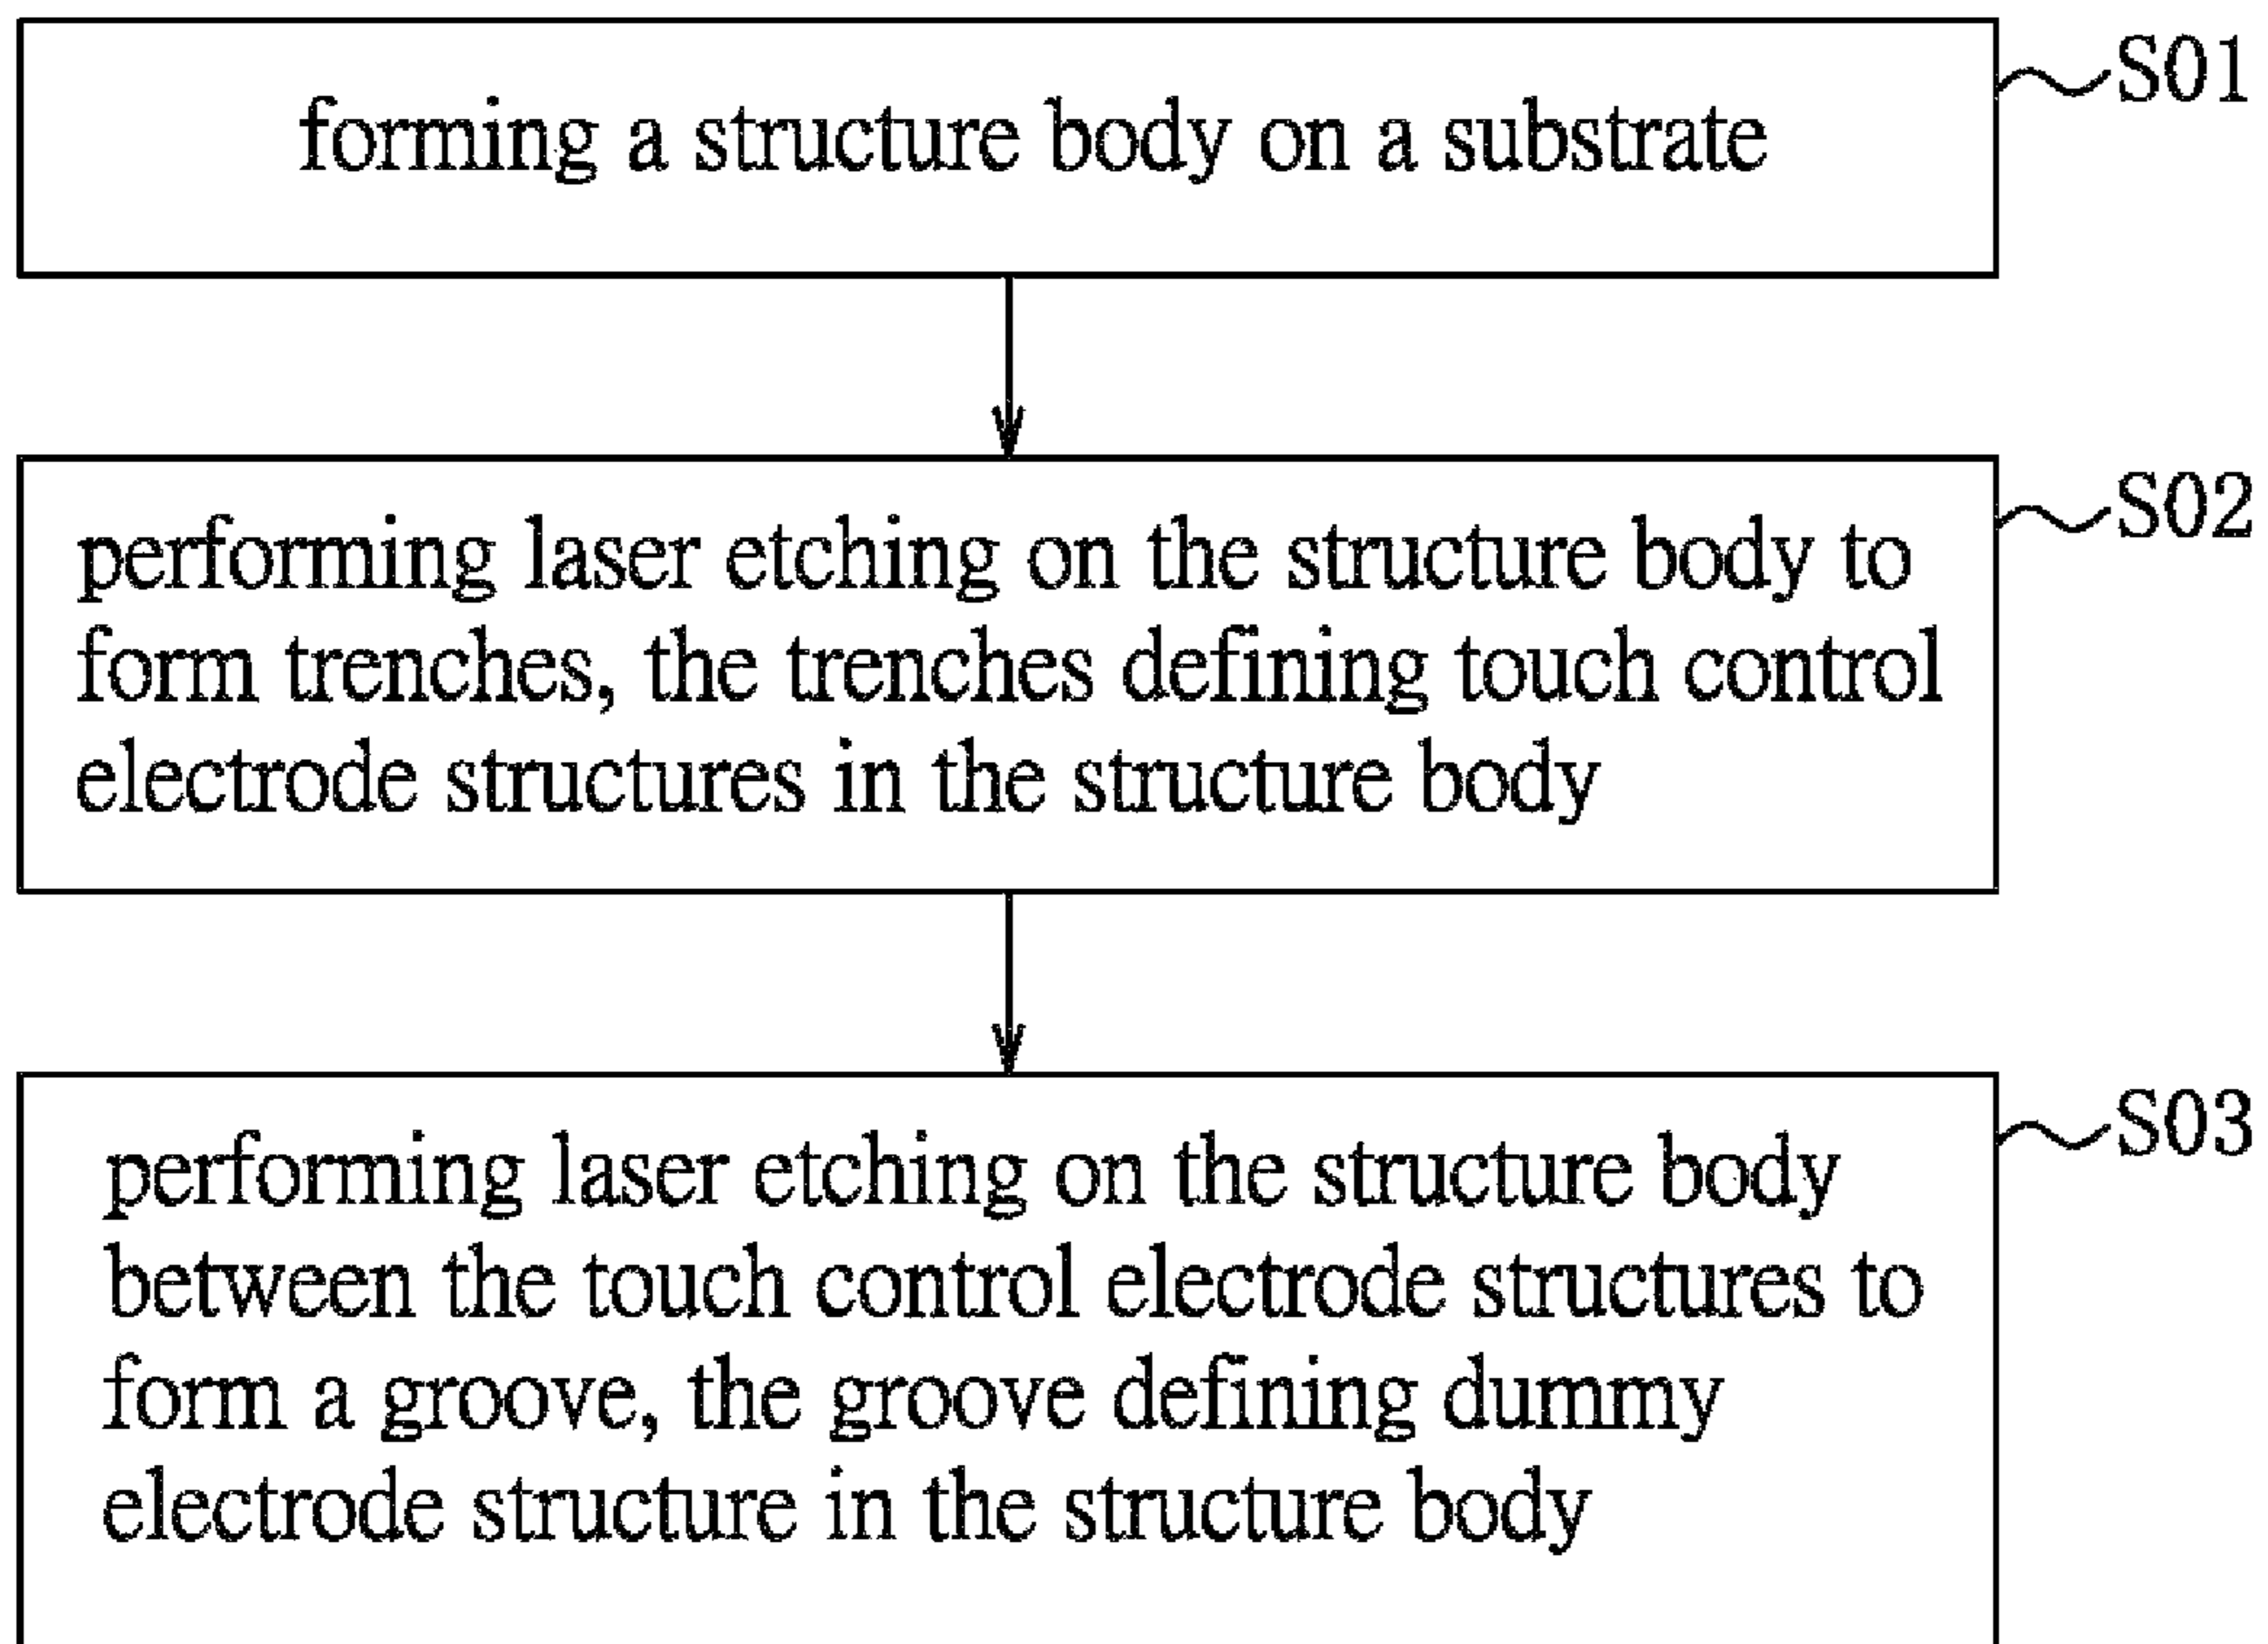 forming a structure body on a substrate
S01
performing laser etching on the structure body to
form trenches, the trenches defining touch control
electrode structures in the structure body
S02
performing laser etching on the structure body
between the touch control electrode structures to
form a groove, the groove defining dummy
electrode structure in the structure body
S03